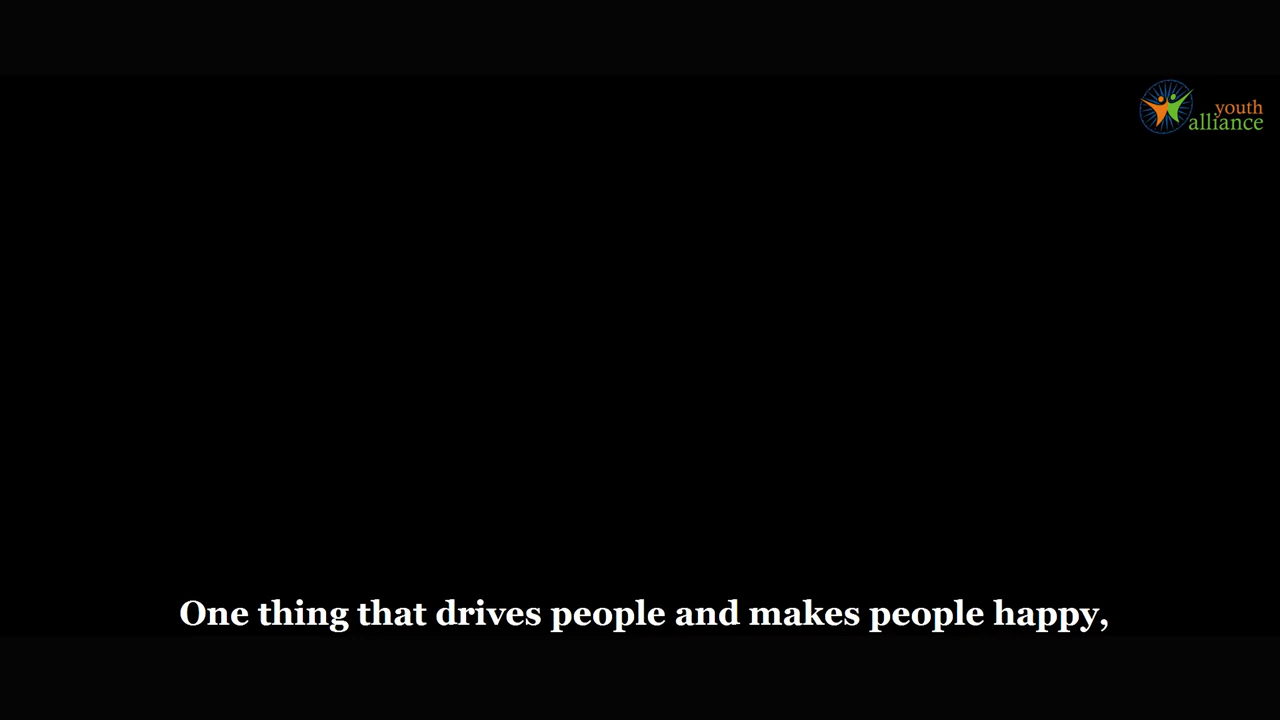 youth
alliance
One thing that drives people and makes people happy,